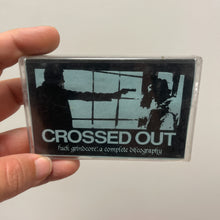 CROSSED OUT
fuck grindcore: a complete discography